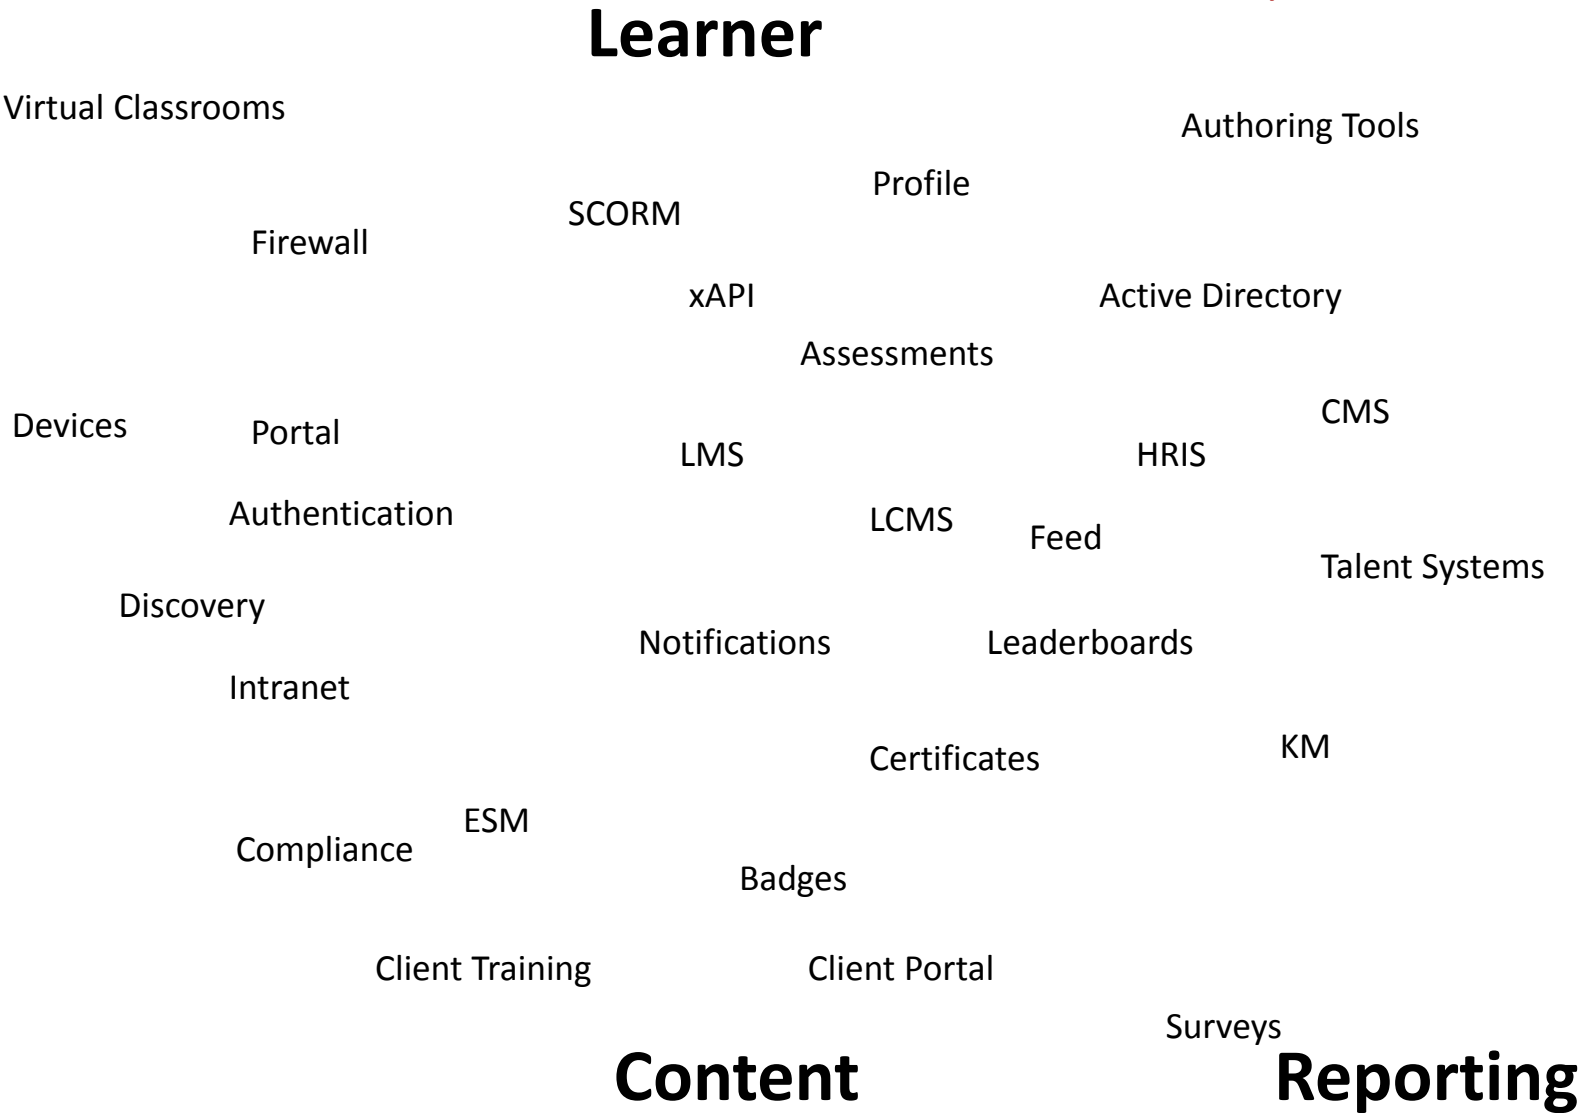 Learner
Virtual Classrooms
Authoring Tools
Profile
SCORM
Firewall
xAPI
Active Directory
Assessments
CMS
Devices
Portal
LMS
HRIS
Authentication
LCMS
Feed
Talent Systems
Discovery
Notifications
Leaderboards
Intranet
KM
Certificates
ESM
Compliance
Badges
Client Training
Client Portal
Surveys
Content
Reporting